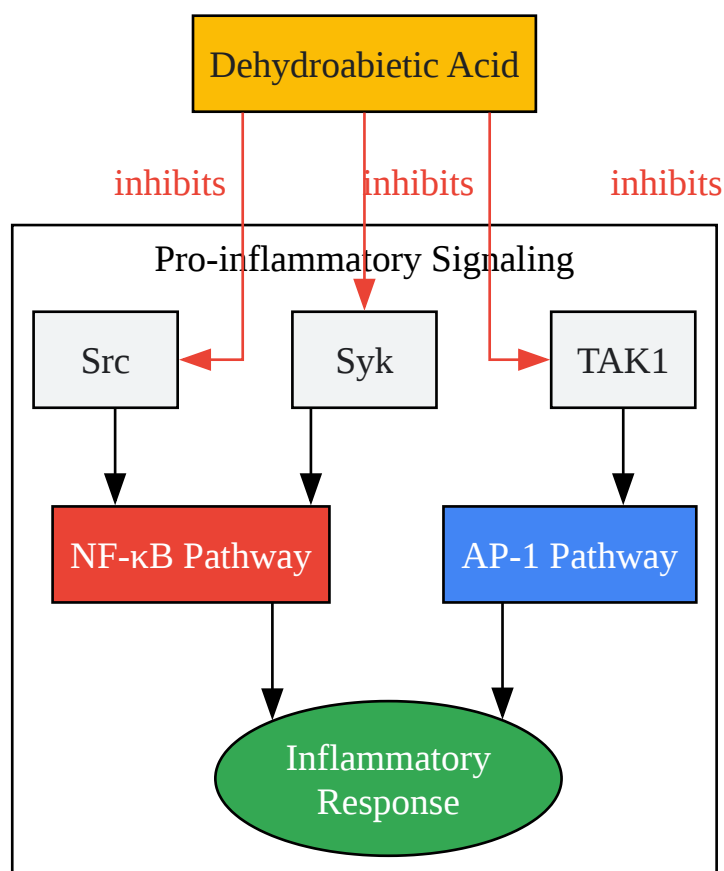 Dehydroabietic Acid
inhibits inhibits inhibits
Pro-inflammatory Signaling
Src Syk TAK1
NF-κB Pathway AP-1 Pathway
Inflammatory
Response